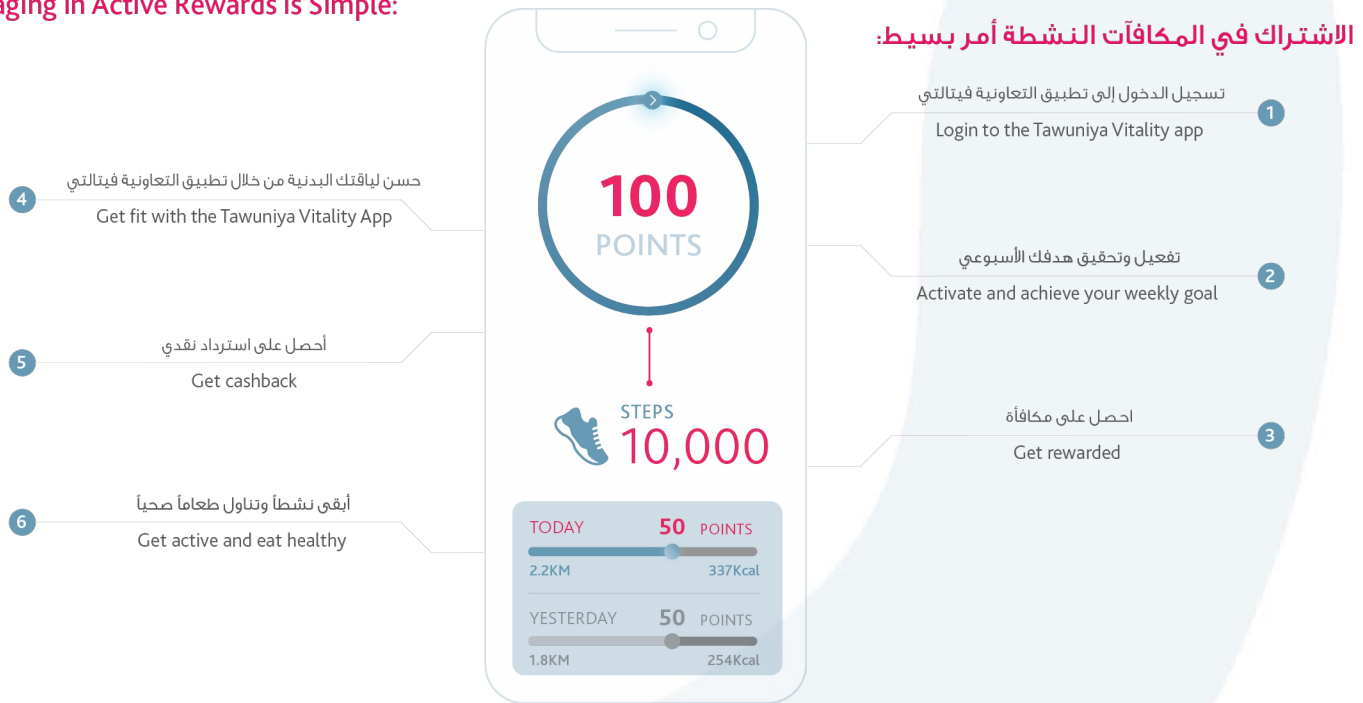 aging in Active Rewards is Simple:
الاشتراك في المكافآت النشطة أمر بسيط:
1
تسجيل الدخول إلى تطبيق التعاونية فيتالتي
Login to the Tawuniya Vitality app
2
تفعيل وتحقيق هدفك الأسبوعي
Activate and achieve your weekly goal
3
احصل على مكافأة
Get rewarded
4
حسن لياقتك البدنية من خلال تطبيق التعاونية فيتالتي
Get fit with the Tawuniya Vitality App
5
أحصل على استرداد نقدي
Get cashback
6
أبقى نشطاً وتناول طعاماً صحياً
Get active and eat healthy
100
POINTS
STEPS
10,000
TODAY 50 POINTS
2.2KM 337Kcal
YESTERDAY 50 POINTS
1.8KM 254Kcal